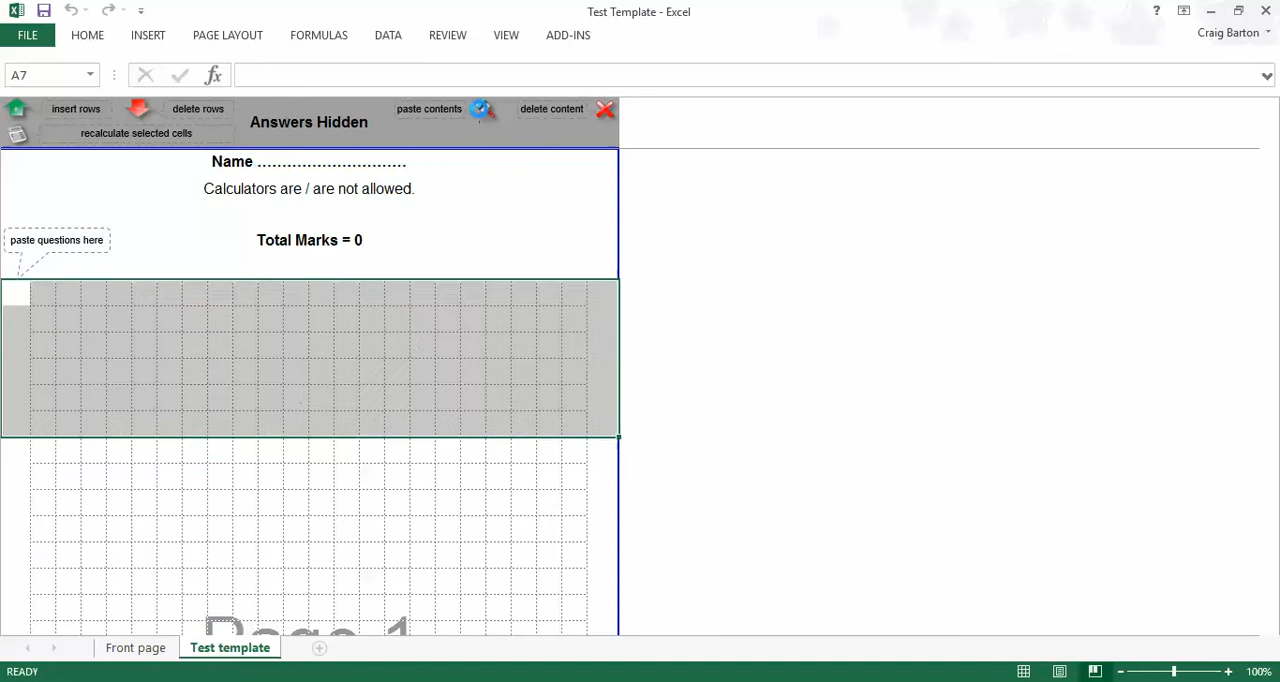 Test Template - Excel
?
FILE HOME INSERT PAGE LAYOUT FORMULAS DATA REVIEW VIEW ADD-INS
Craig Barton
A7
fx
insert rows delete rows paste contents delete content
Answers Hidden
recalculate selected cells
Name .............................
Calculators are / are not allowed.
paste questions here
Total Marks = 0
Page 1
Front page Test template
READY
100%